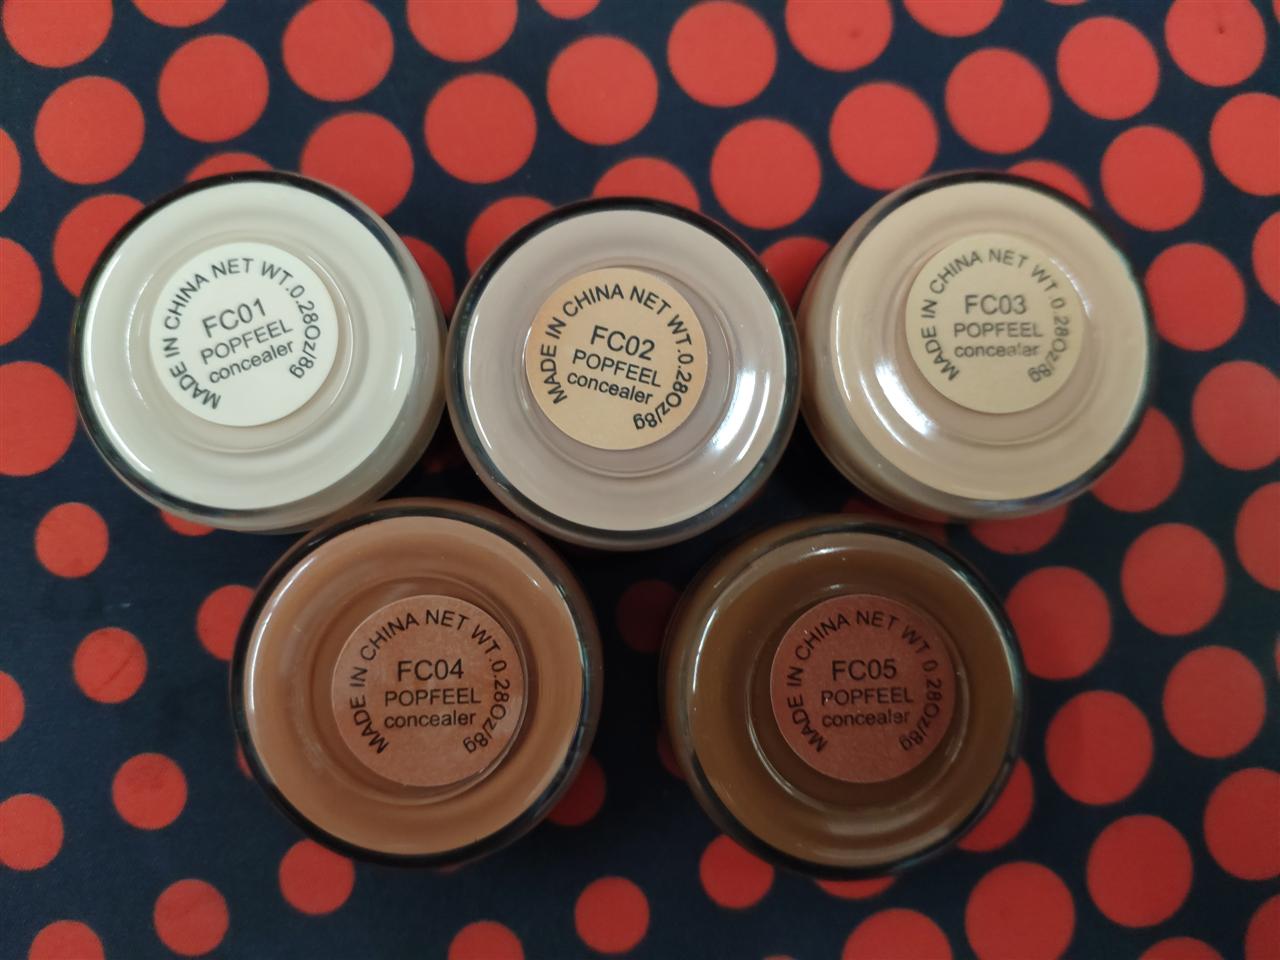 MADE IN CHINA NET WT.0.28Oz/8g
FC01
POPFEEL
concealer
MADE IN CHINA NET WT.0.28Oz/8g
FC02
POPFEEL
concealer
MADE IN CHINA NET WT.0.28Oz/8g
FC03
POPFEEL
concealer
MADE IN CHINA NET WT.0.28Oz/8g
FC04
POPFEEL
concealer
MADE IN CHINA NET WT.0.28Oz/8g
FC05
POPFEEL
concealer